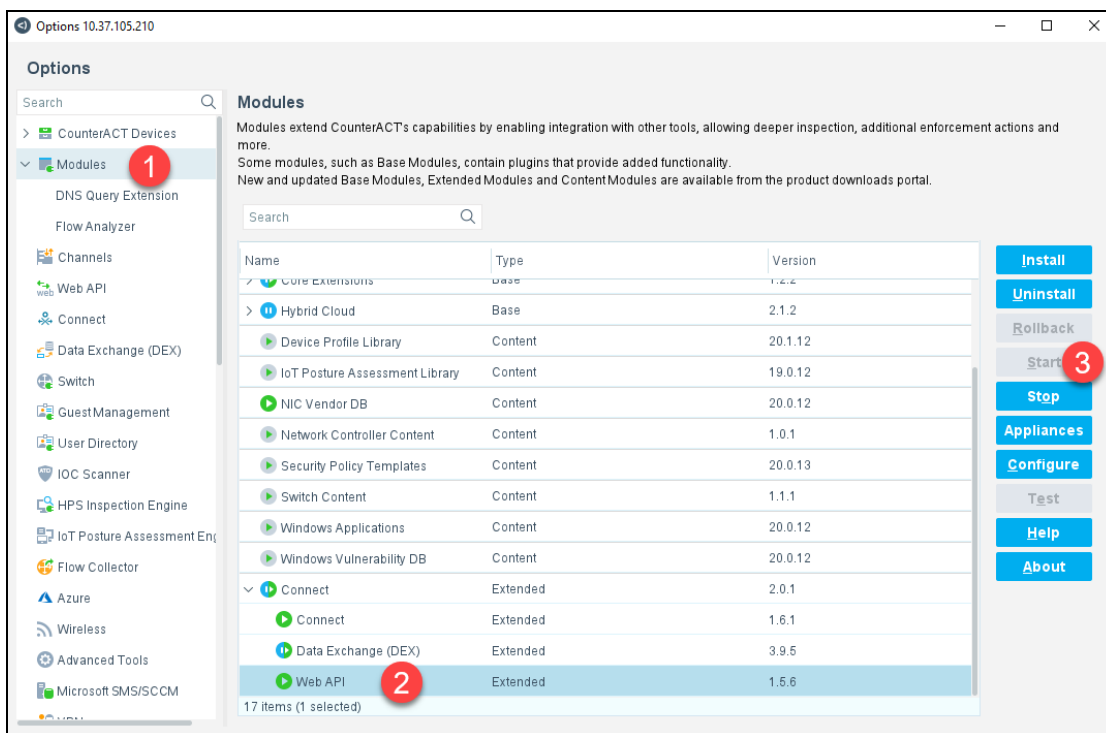 Options 10.37.105.210
Options
Search
CounterACT Devices
Modules
1
DNS Query Extension
Flow Analyzer
Channels
web Web API
Connect
Data Exchange (DEX)
Switch
Guest Management
User Directory
ATD IOC Scanner
HPS Inspection Engine
IoT Posture Assessment Eng
Flow Collector
Azure
Wireless
Advanced Tools
Microsoft SMS/SCCM
Modules
Modules extend CounterACT's capabilities by enabling integration with other tools, allowing deeper inspection, additional enforcement actions and
more.
Some modules, such as Base Modules, contain plugins that provide added functionality.
New and updated Base Modules, Extended Modules and Content Modules are available from the product downloads portal.
Search
Name Type Version
Core Extensions Base 1.2.2
Hybrid Cloud Base 2.1.2
Device Profile Library Content 20.1.12
IoT Posture Assessment Library Content 19.0.12
NIC Vendor DB Content 20.0.12
Network Controller Content Content 1.0.1
Security Policy Templates Content 20.0.13
Switch Content Content 1.1.1
Windows Applications Content 20.0.12
Windows Vulnerability DB Content 20.0.12
Connect Extended 2.0.1
Connect Extended 1.6.1
Data Exchange (DEX) Extended 3.9.5
Web API 2 Extended 1.5.6
17 items (1 selected)
Install
Uninstall
Rollback
Start 3
Stop
Appliances
Configure
Test
Help
About